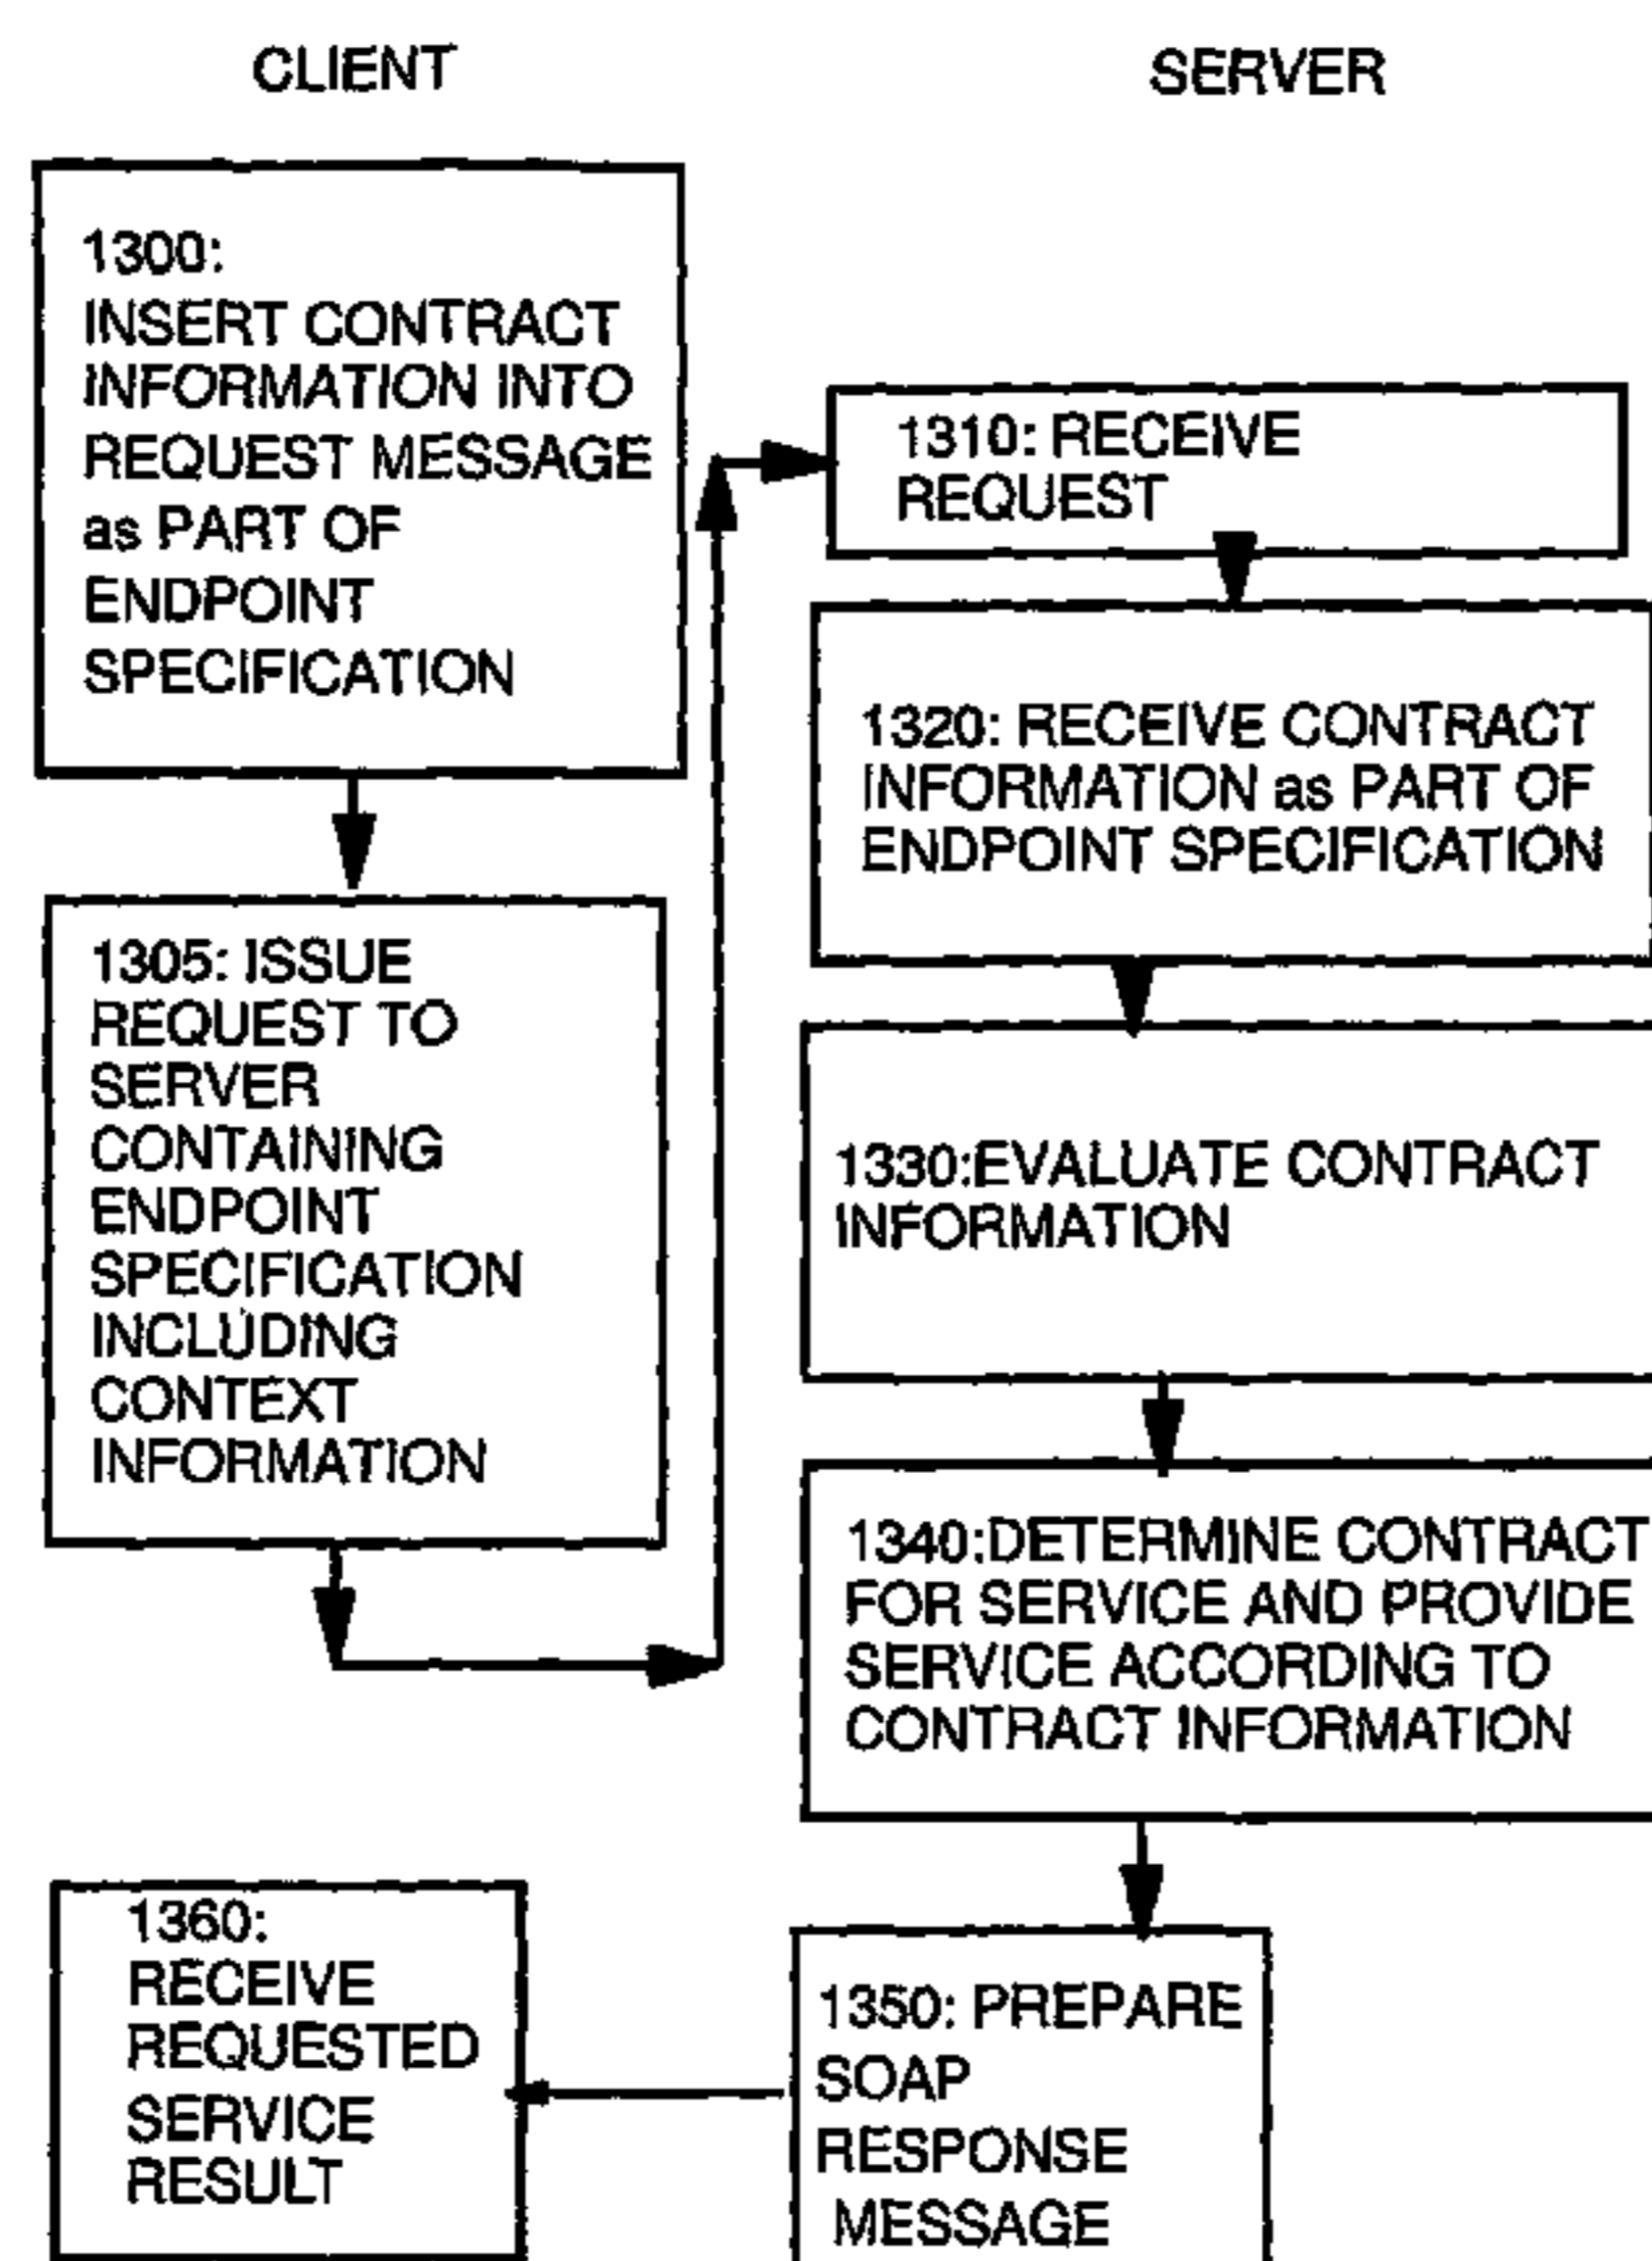 CLIENT
SERVER
1300:
INSERT CONTRACT
INFORMATION INTO
REQUEST MESSAGE
as PART OF
ENDPOINT
SPECIFICATION
1305: ISSUE
REQUEST TO
SERVER
CONTAINING
ENDPOINT
SPECIFICATION
INCLUDING
CONTEXT
INFORMATION
1310: RECEIVE
REQUEST
1320: RECEIVE CONTRACT
INFORMATION as PART OF
ENDPOINT SPECIFICATION
1330:EVALUATE CONTRACT
INFORMATION
1340:DETERMINE CONTRACT
FOR SERVICE AND PROVIDE
SERVICE ACCORDING TO
CONTRACT INFORMATION
1350: PREPARE
SOAP
RESPONSE
MESSAGE
1360:
RECEIVE
REQUESTED
SERVICE
RESULT